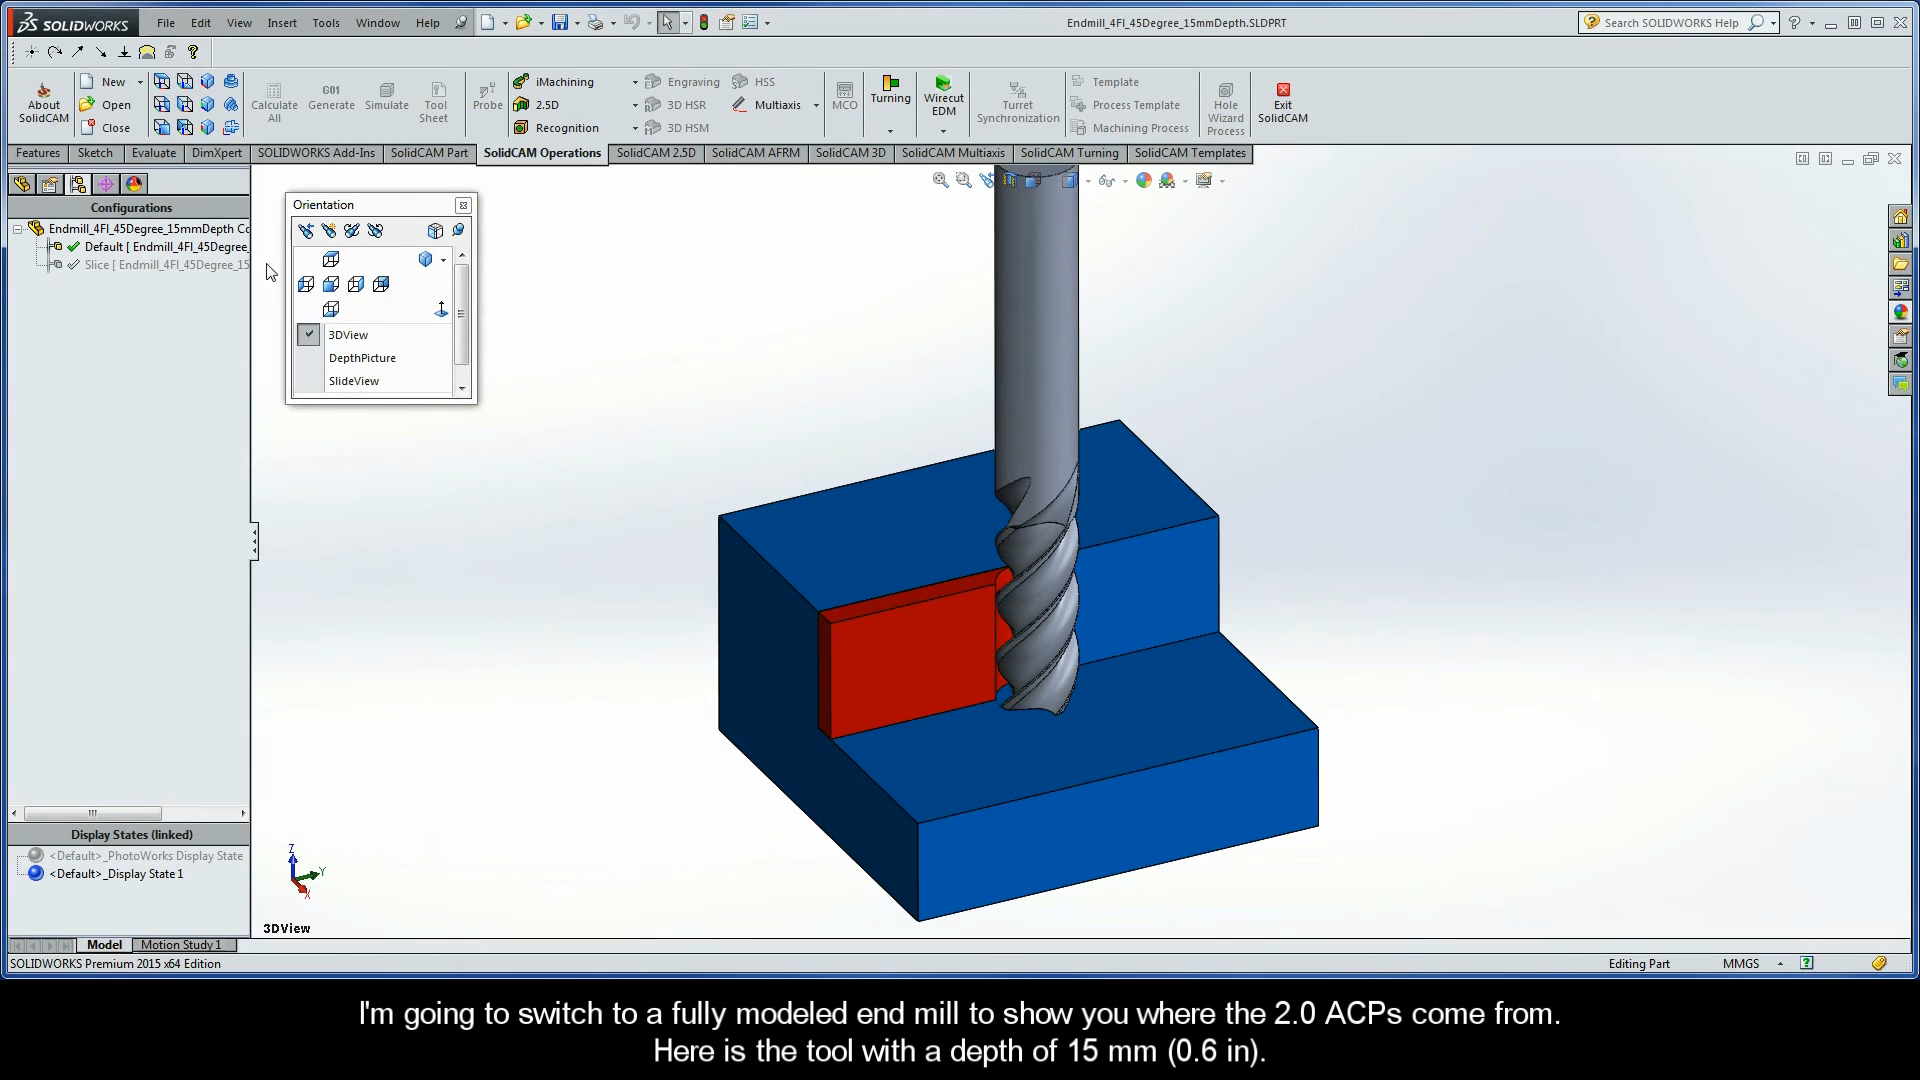 SOLIDWORKS
File Edit View Insert Tools Window Help
Endmill_4Fl_45Degree_15mmDepth.SLDPRT
Search SOLIDWORKS Help
About SolidCAM
New
Open
Close
Calculate All
G01
Generate
Simulate
Tool Sheet
Probe
iMachining
2.5D
Recognition
Engraving
3D HSR
3D HSM
HSS
Multiaxis
MCO
Turning
Wirecut EDM
Turret Synchronization
Template
Process Template
Machining Process
Hole Wizard Process
Exit SolidCAM
Features Sketch Evaluate DimXpert SOLIDWORKS Add-Ins SolidCAM Part SolidCAM Operations SolidCAM 2.5D SolidCAM AFRM SolidCAM 3D SolidCAM Multiaxis SolidCAM Turning SolidCAM Templates
Configurations
Endmill_4Fl_45Degree_15mmDepth Co
Default [ Endmill_4Fl_45Degree_
Slice [ Endmill_4Fl_45Degree_15
Orientation
3DView
DepthPicture
SlideView
Display States (linked)
<Default>_PhotoWorks Display State
<Default>_Display State 1
Z
Y
X
3DView
Model Motion Study 1
SOLIDWORKS Premium 2015 x64 Edition
Editing Part
MMGS
I'm going to switch to a fully modeled end mill to show you where the 2.0 ACPs come from.
Here is the tool with a depth of 15 mm (0.6 in).